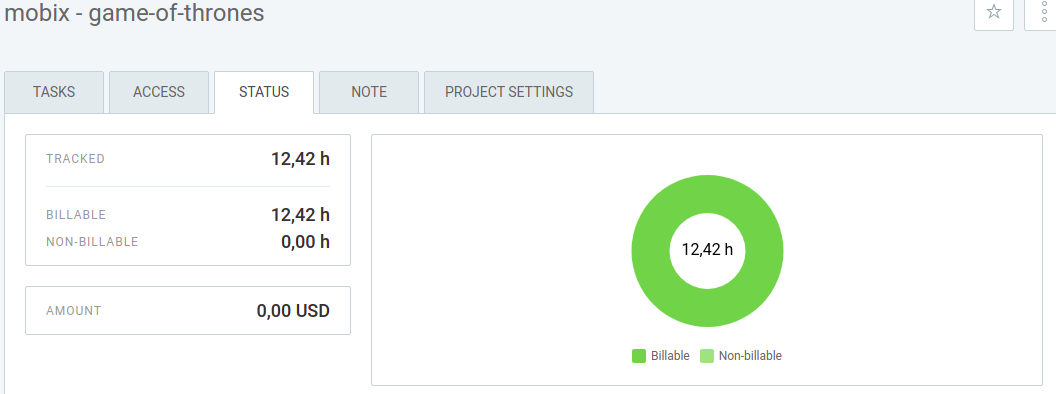 mobix - game-of-thrones
TASKS
ACCESS
STATUS
NOTE
PROJECT SETTINGS
TRACKED 12,42 h
BILLABLE 12,42 h
NON-BILLABLE 0,00 h
AMOUNT 0,00 USD
12,42 h
Billable Non-billable